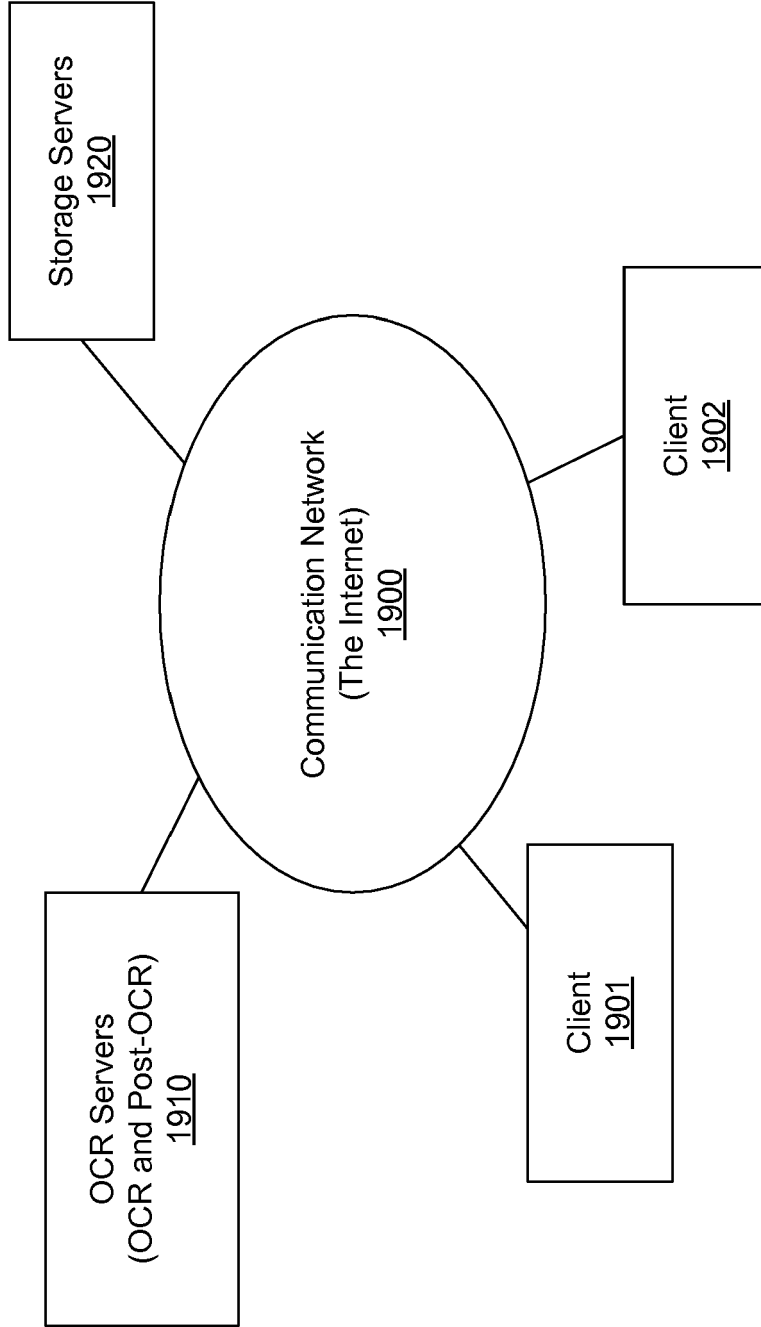 OCR Servers
(OCR and Post-OCR)
1910
Storage Servers
1920
Communication Network
(The Internet)
1900
Client
1901
Client
1902